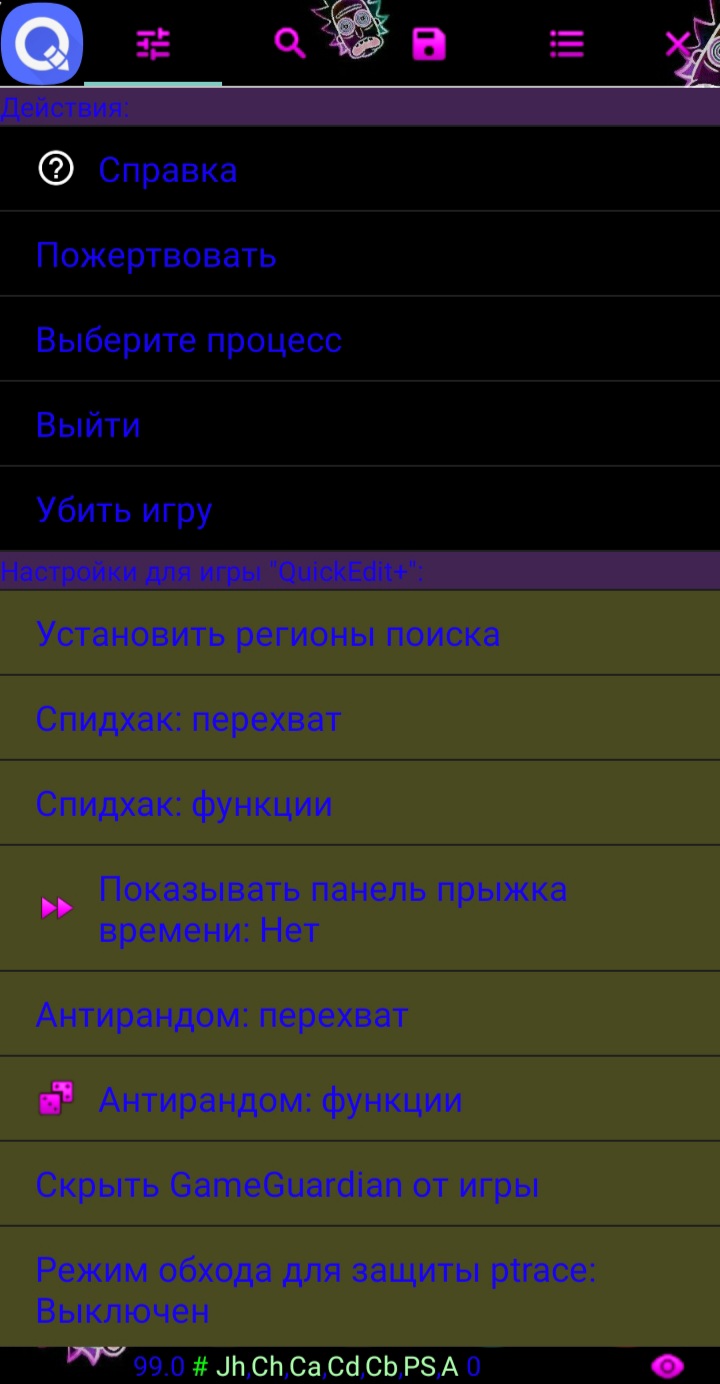 Действия:
Справка
Пожертвовать
Выберите процесс
Выйти
Убить игру
Настройки для игры "QuickEdit+":
Установить регионы поиска
Спидхак: перехват
Спидхак: функции
Показывать панель прыжка
времени: Нет
Антирандом: перехват
Антирандом: функции
Скрыть GameGuardian от игры
Режим обхода для защиты ptrace:
Выключен
99.0 # Jh,Ch,Ca,Cd,Cb,PS,A 0